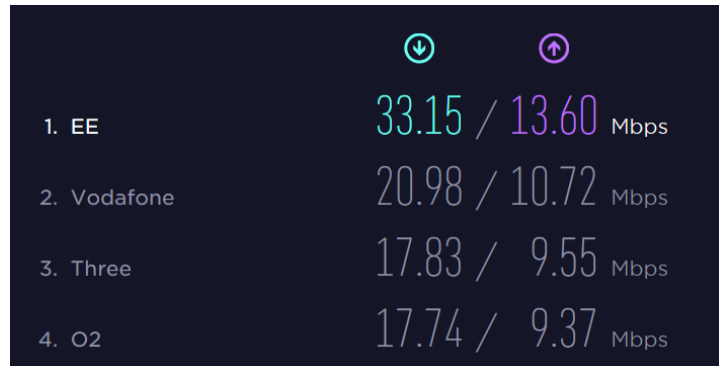 1. EE 33.15 / 13.60 Mbps
2. Vodafone 20.98 / 10.72 Mbps
3. Three 17.83 / 9.55 Mbps
4. O2 17.74 / 9.37 Mbps